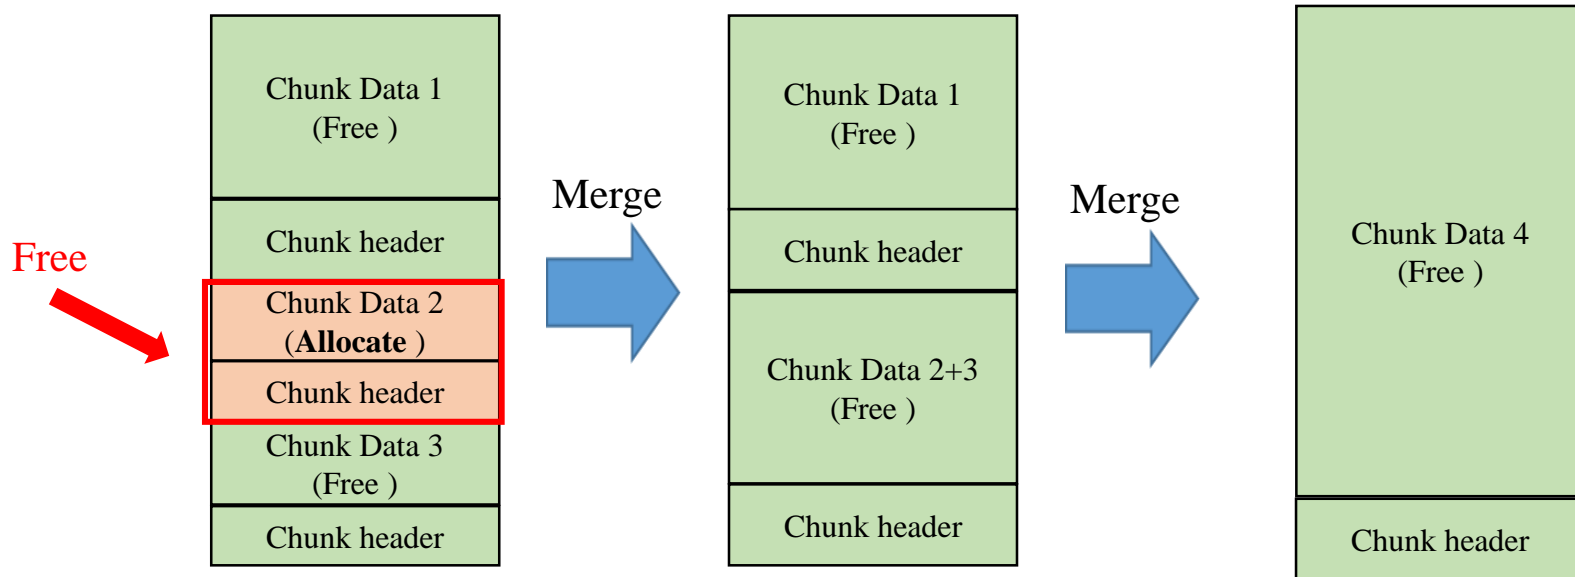 Free
Chunk Data 1
(Free )
Chunk header
Chunk Data 2
(Allocate )
Chunk header
Chunk Data 3
(Free )
Chunk header
Merge
Chunk Data 1
(Free )
Chunk header
Chunk Data 2+3
(Free )
Chunk header
Merge
Chunk Data 4
(Free )
Chunk header